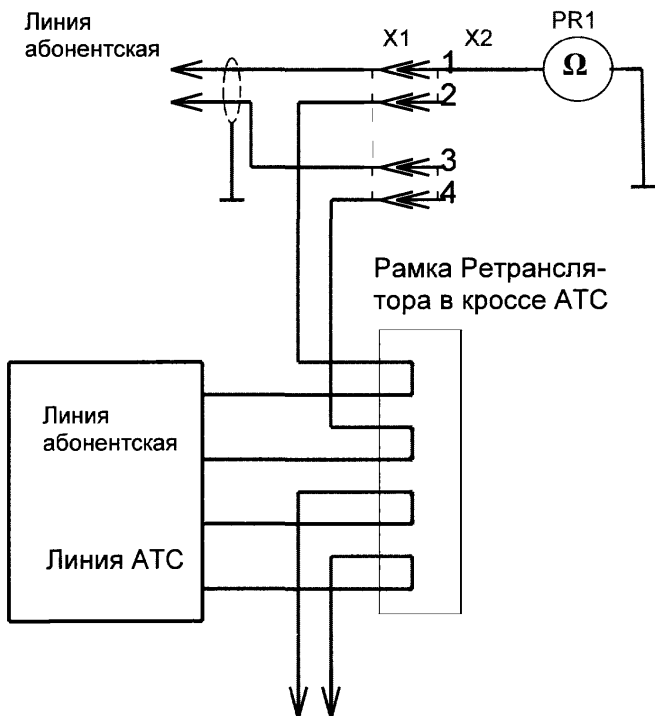 Линия
абонентская
X1
X2
PR1
Ω
1
2
3
4
Рамка Ретрансля-
тора в кроссе АТС
Линия
абонентская
Линия АТС